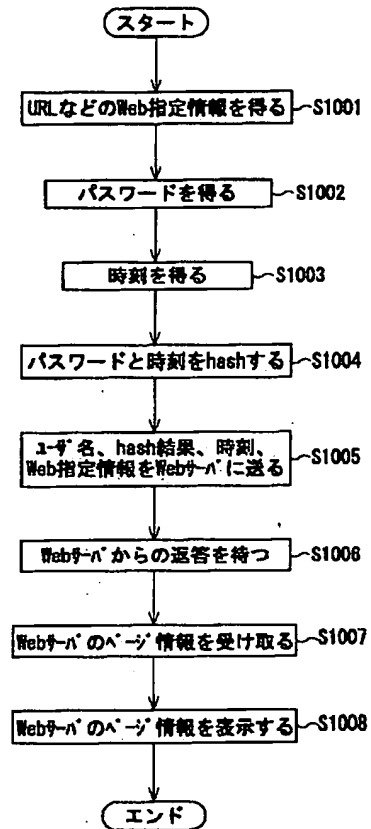 スタート
URLなどのWeb指定情報を得る S1001
パスワードを得る S1002
時刻を得る S1003
パスワードと時刻をhashする S1004
ユーザ名、hash結果、時刻、
Web指定情報をWebサーバに送る S1005
Webサーバからの返答を待つ S1006
Webサーバのページ情報を受け取る S1007
Webサーバのページ情報を表示する S1008
エンド